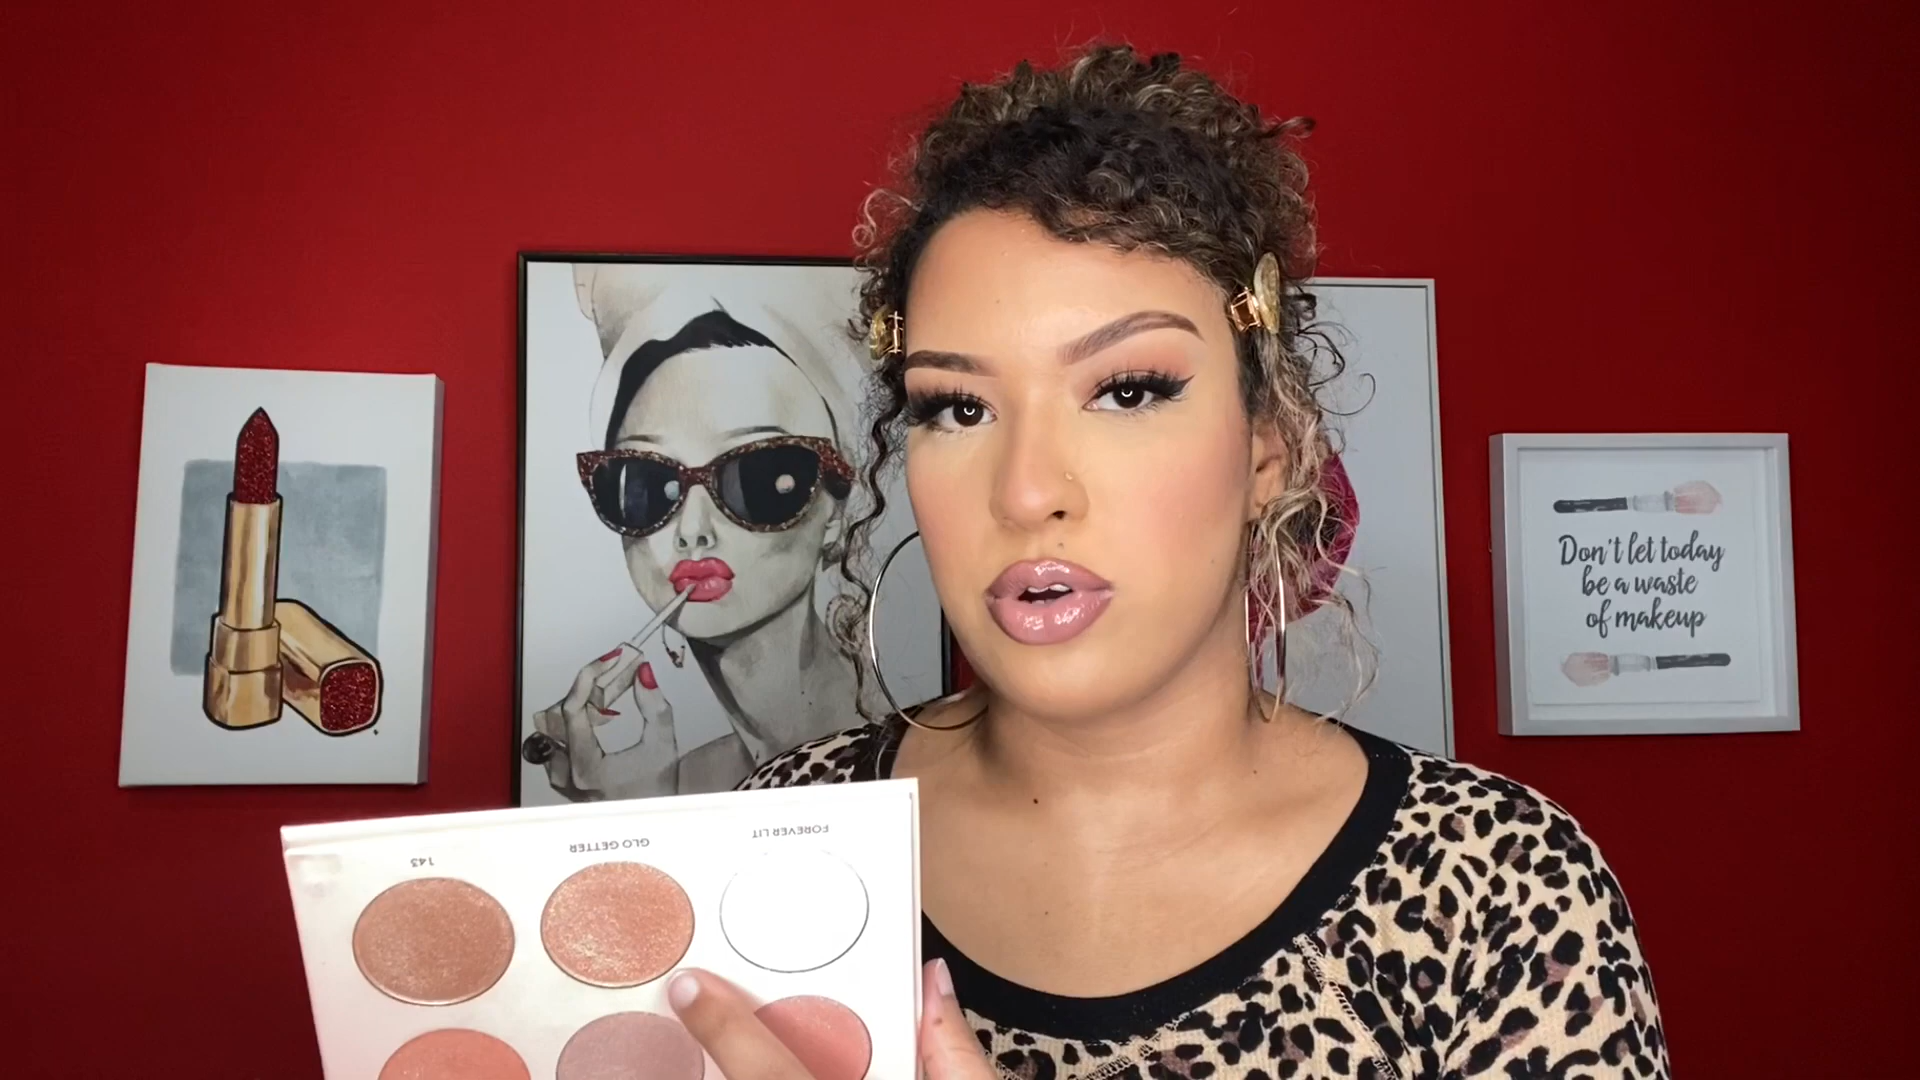 Don't let today
be a waste
of makeup
143
GLO GETTER
FOREVER LIT